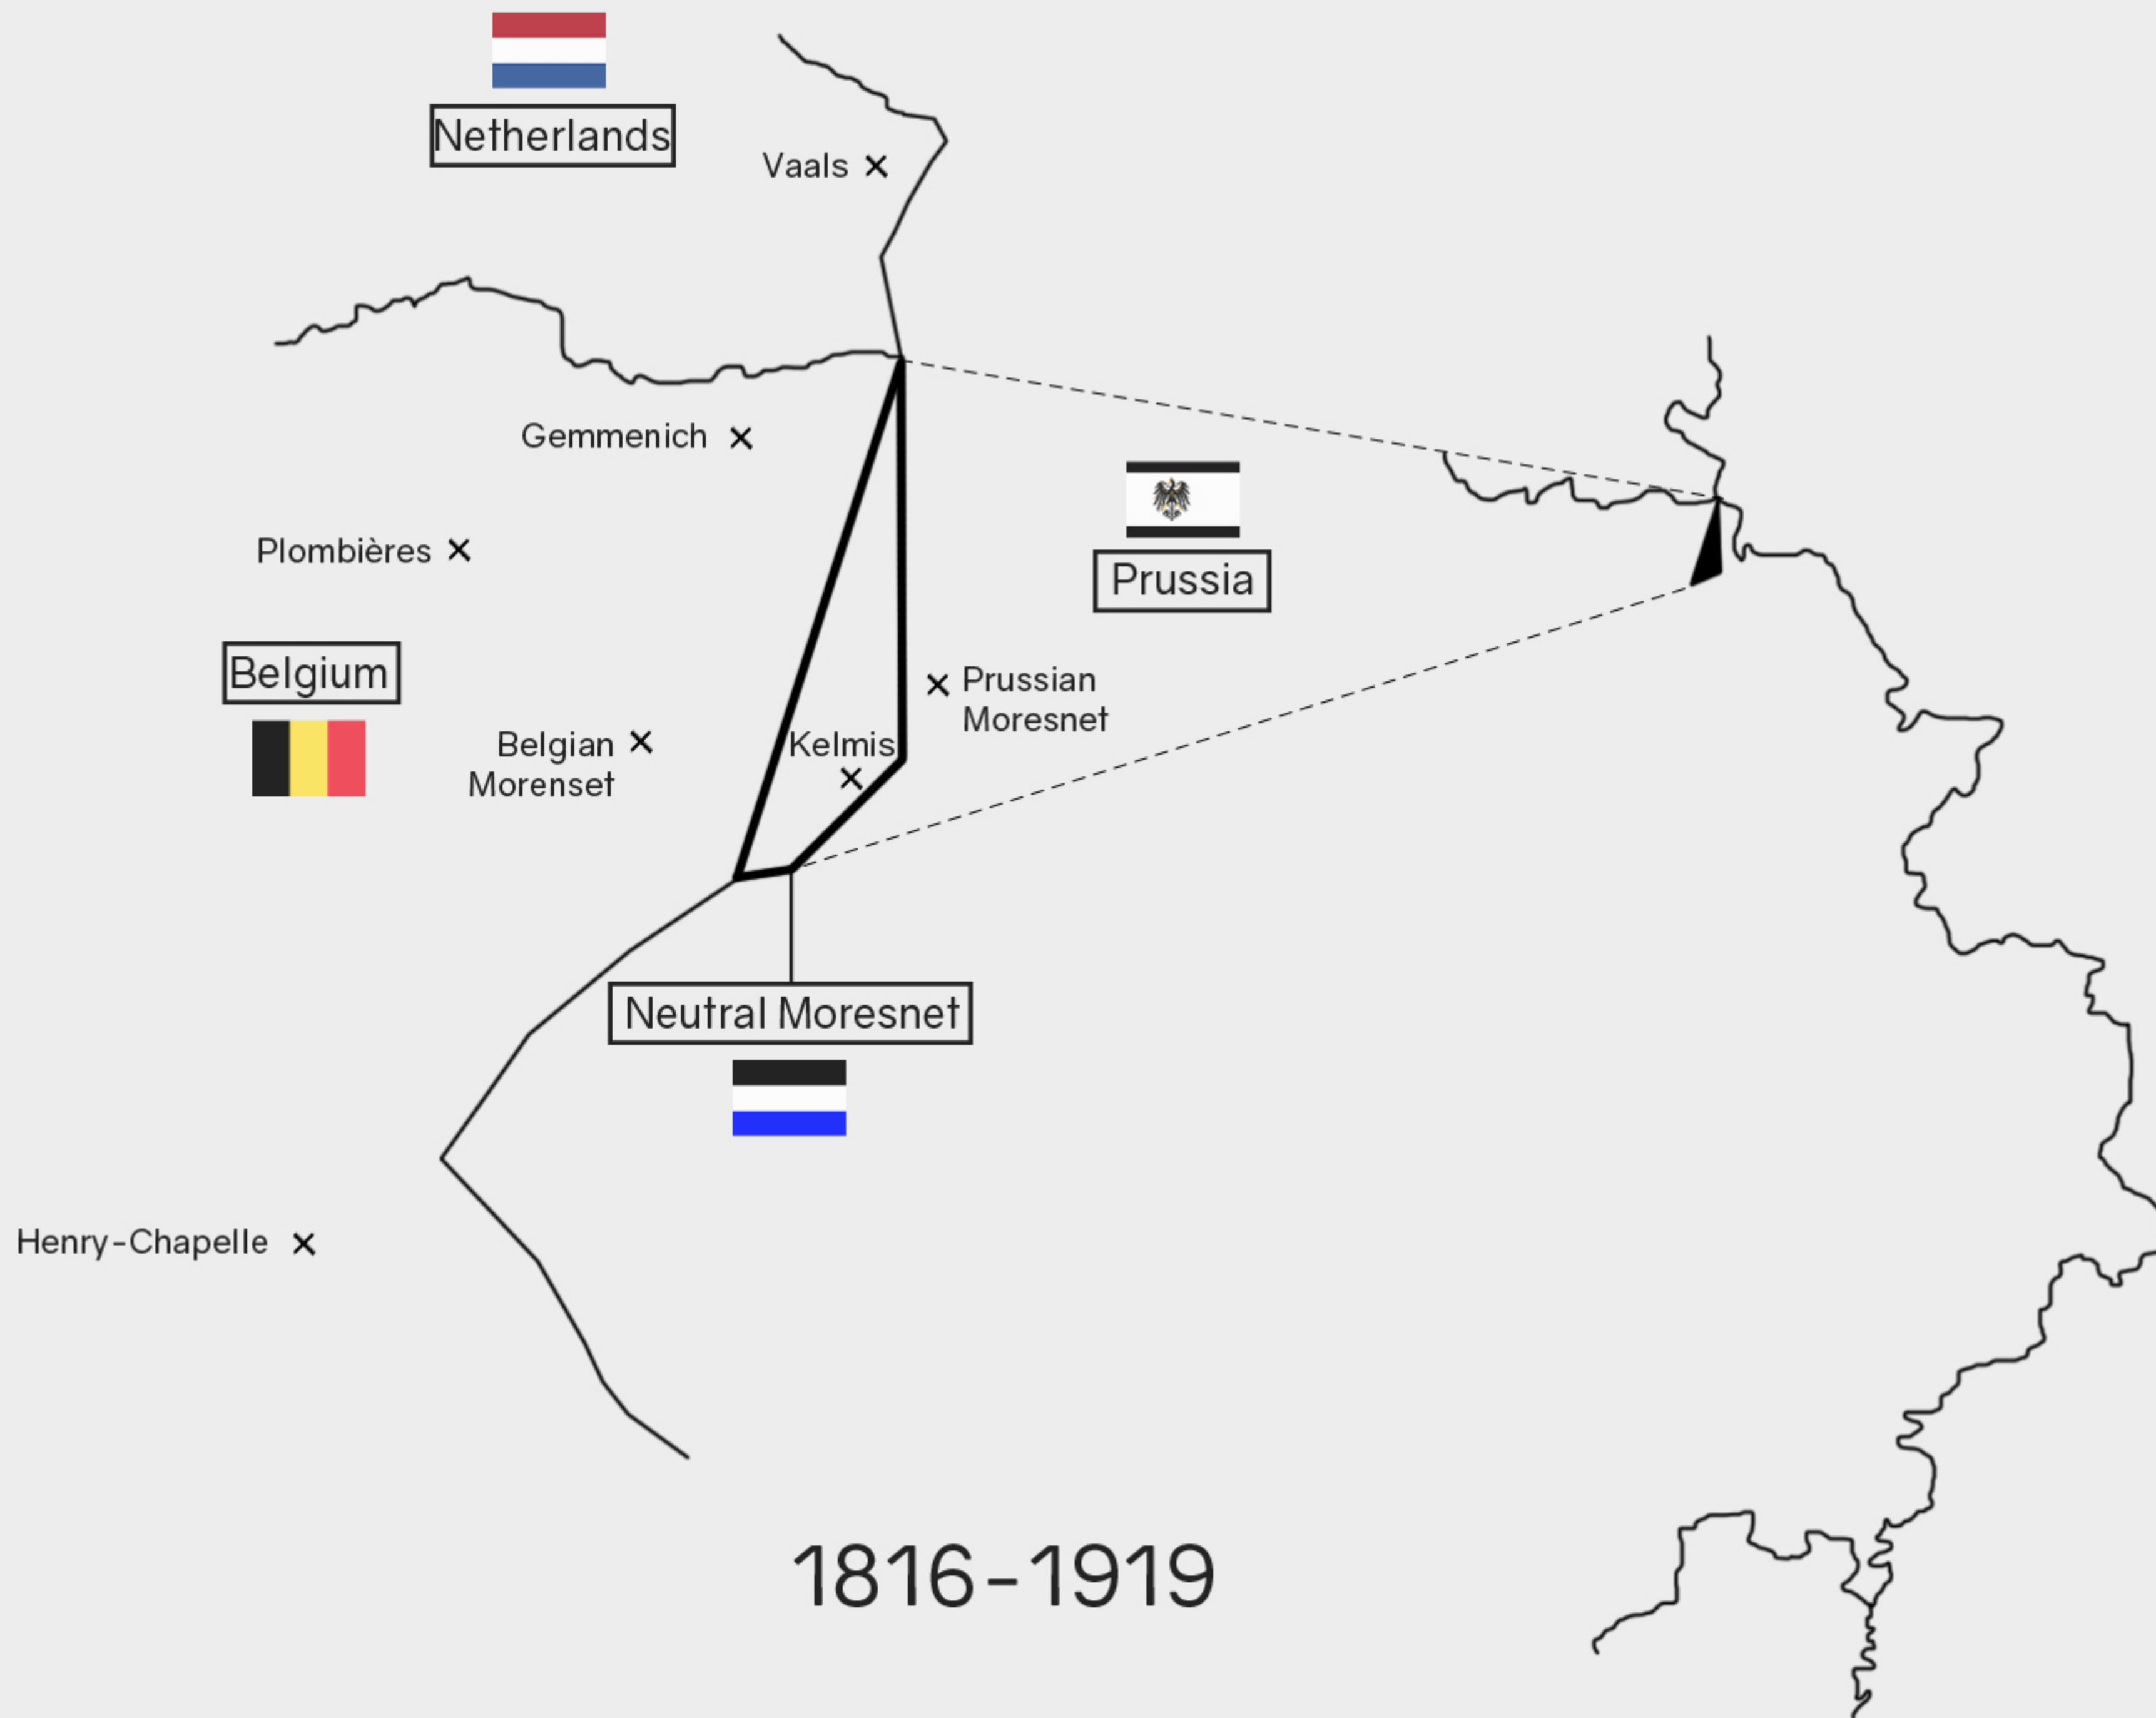 Netherlands
Vaals
Gemmenich
Plombières
Prussia
Belgium
Prussian
Moresnet
Belgian
Morenset
Kelmis
Neutral Moresnet
Henry-Chapelle
1816-1919